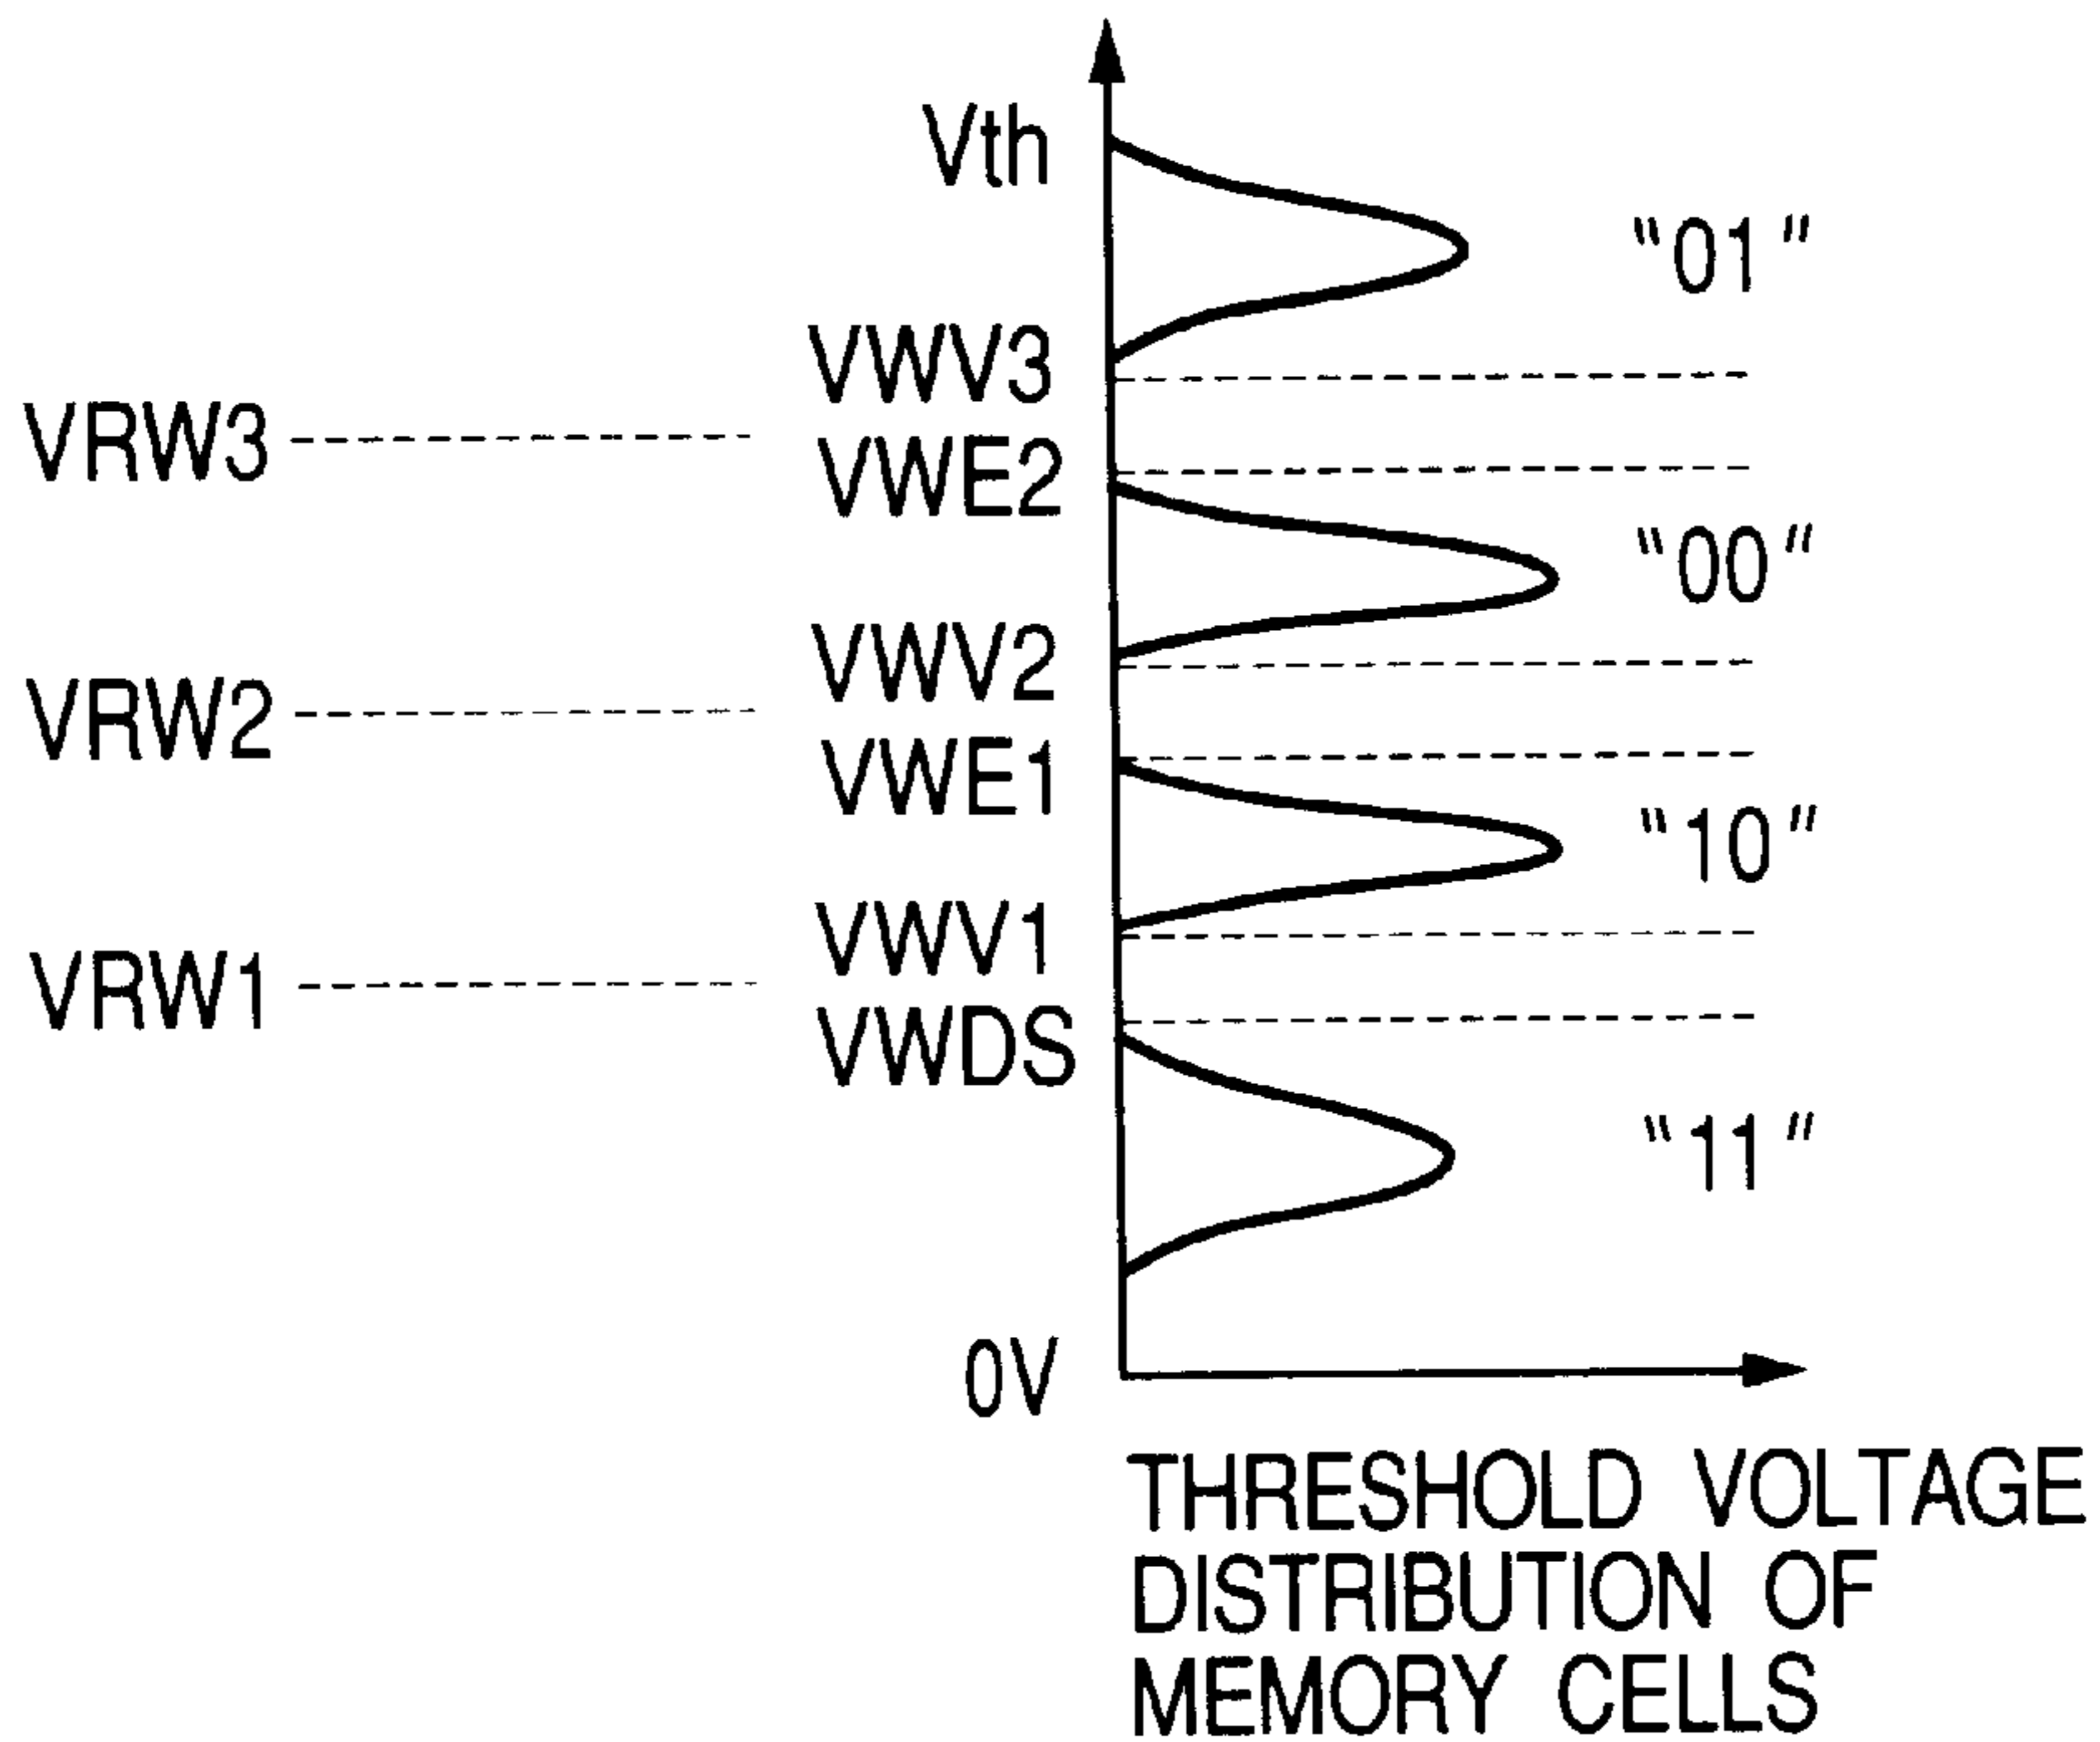 Vth
"01"
VWV3
VRW3
VWE2
"00"
VWV2
VRW2
VWE1
"10"
VWV1
VRW1
VWDS
"11"
0V
THRESHOLD VOLTAGE
DISTRIBUTION OF
MEMORY CELLS